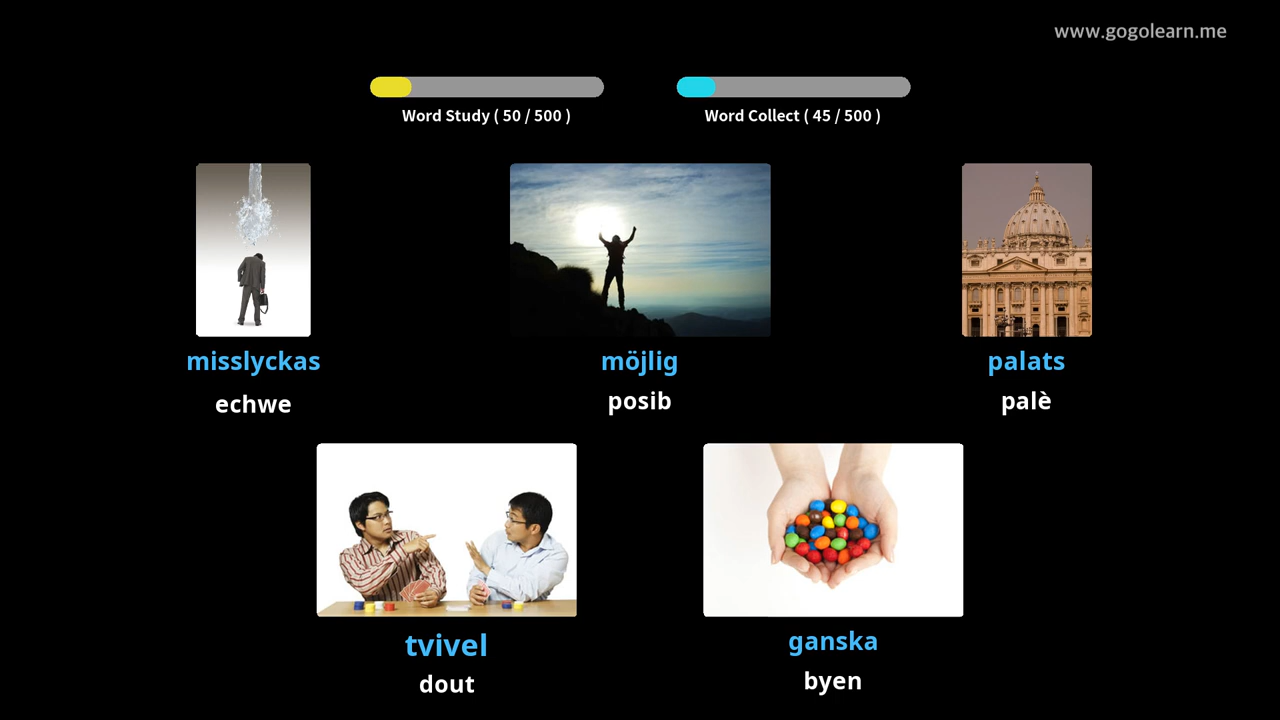 www.gogolearn.me
Word Study ( 50 / 500 )
Word Collect ( 45 / 500 )
misslyckas
echwe
möjlig
posib
palats
palè
tvivel
dout
ganska
byen